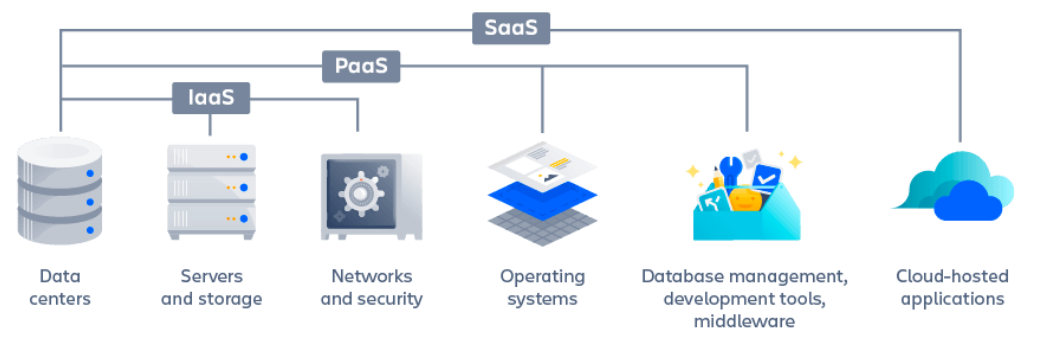 SaaS
PaaS
IaaS
Data
centers
Servers
and storage
Networks
and security
Operating
systems
Database management,
development tools,
middleware
Cloud-hosted
applications